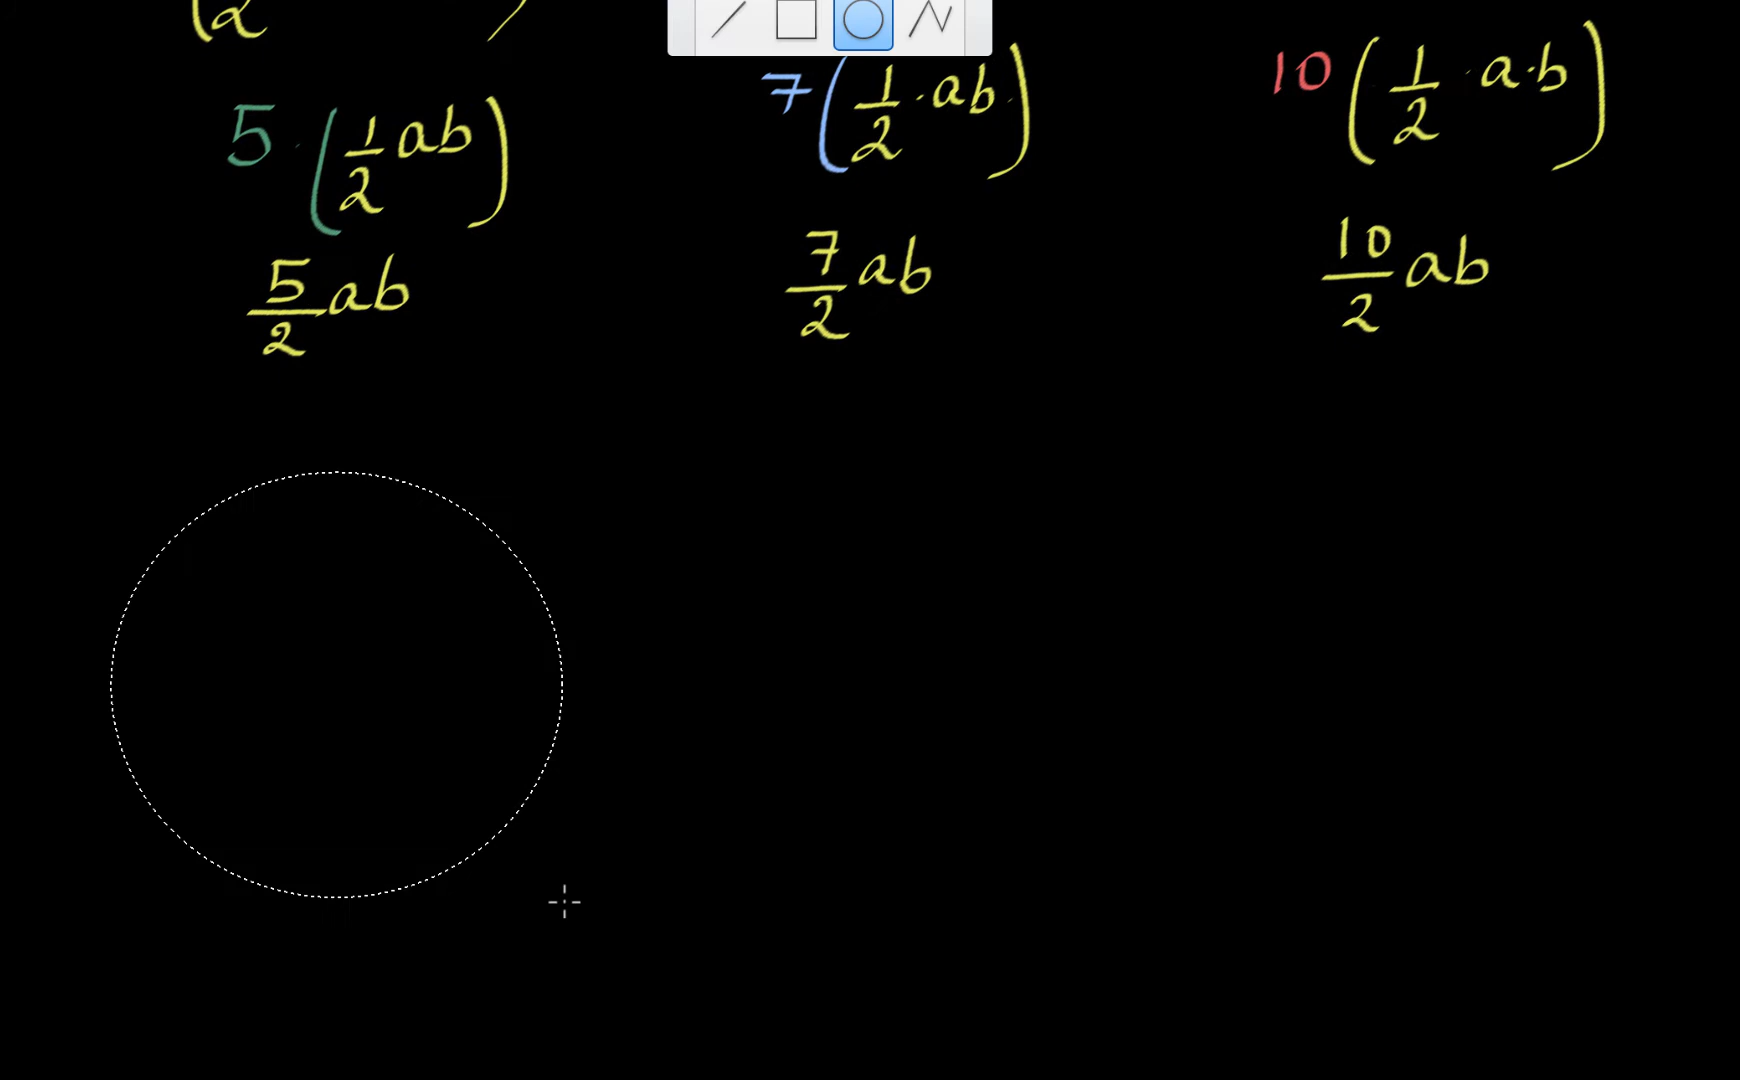 (2
5 · (1/2 ab)
5/2 ab
7(1/2 · ab)
7/2 ab
10(1/2 · a·b)
10/2 ab